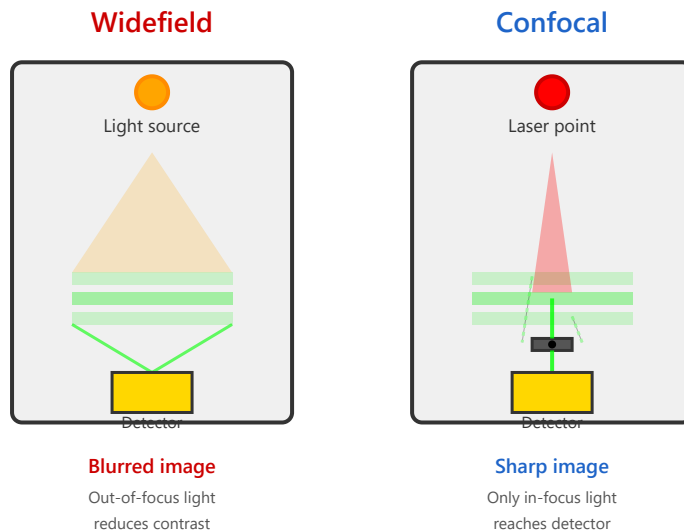 Widefield
Light source
Detector
Blurred image
Out-of-focus light
reduces contrast
Confocal
Laser point
Detector
Sharp image
Only in-focus light
reaches detector